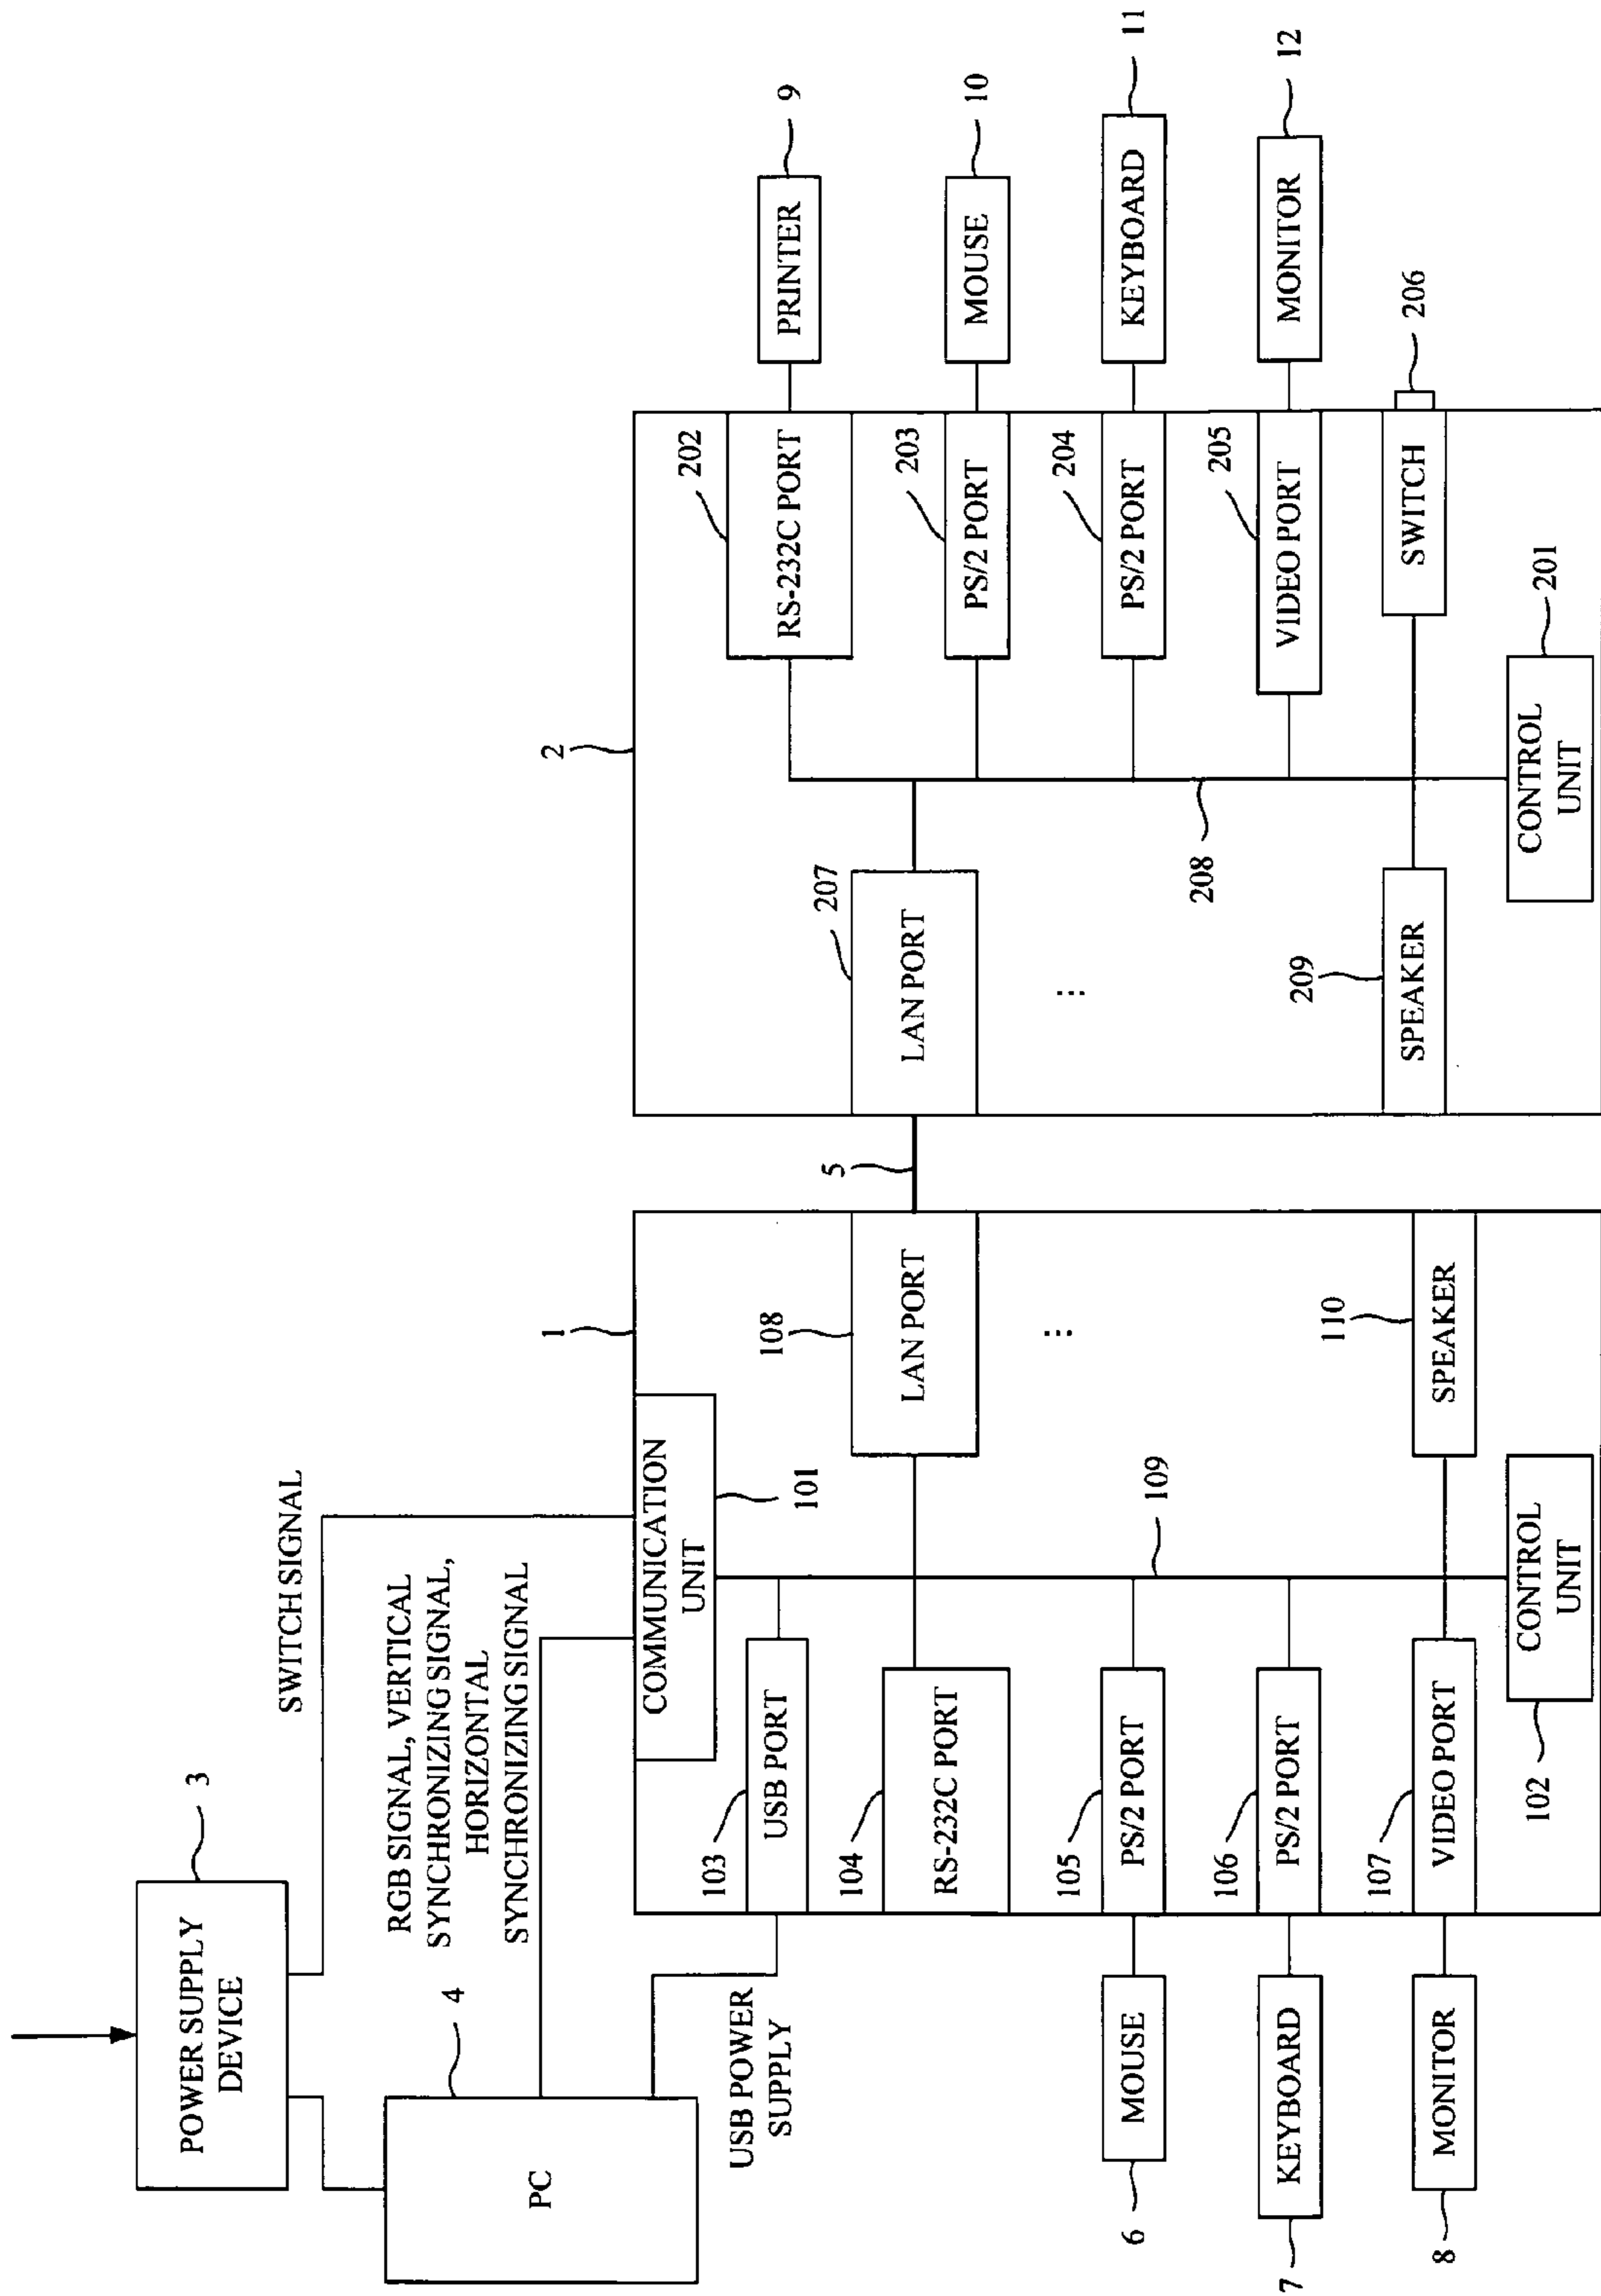 3
POWER SUPPLY
DEVICE
SWITCH SIGNAL
4
PC
RGB SIGNAL, VERTICAL
SYNCHRONIZING SIGNAL,
HORIZONTAL
SYNCHRONIZING SIGNAL
USB POWER
SUPPLY
1
COMMUNICATION
UNIT
101
103
USB PORT
104
RS-232C PORT
108
LAN PORT
...
109
6
MOUSE
105
PS/2 PORT
7
KEYBOARD
106
PS/2 PORT
8
MONITOR
107
VIDEO PORT
110
SPEAKER
102
CONTROL
UNIT
5
2
207
LAN PORT
...
208
209
SPEAKER
202
RS-232C PORT
PRINTER
9
203
PS/2 PORT
MOUSE
10
204
PS/2 PORT
KEYBOARD
11
205
VIDEO PORT
MONITOR
12
SWITCH
206
201
CONTROL
UNIT